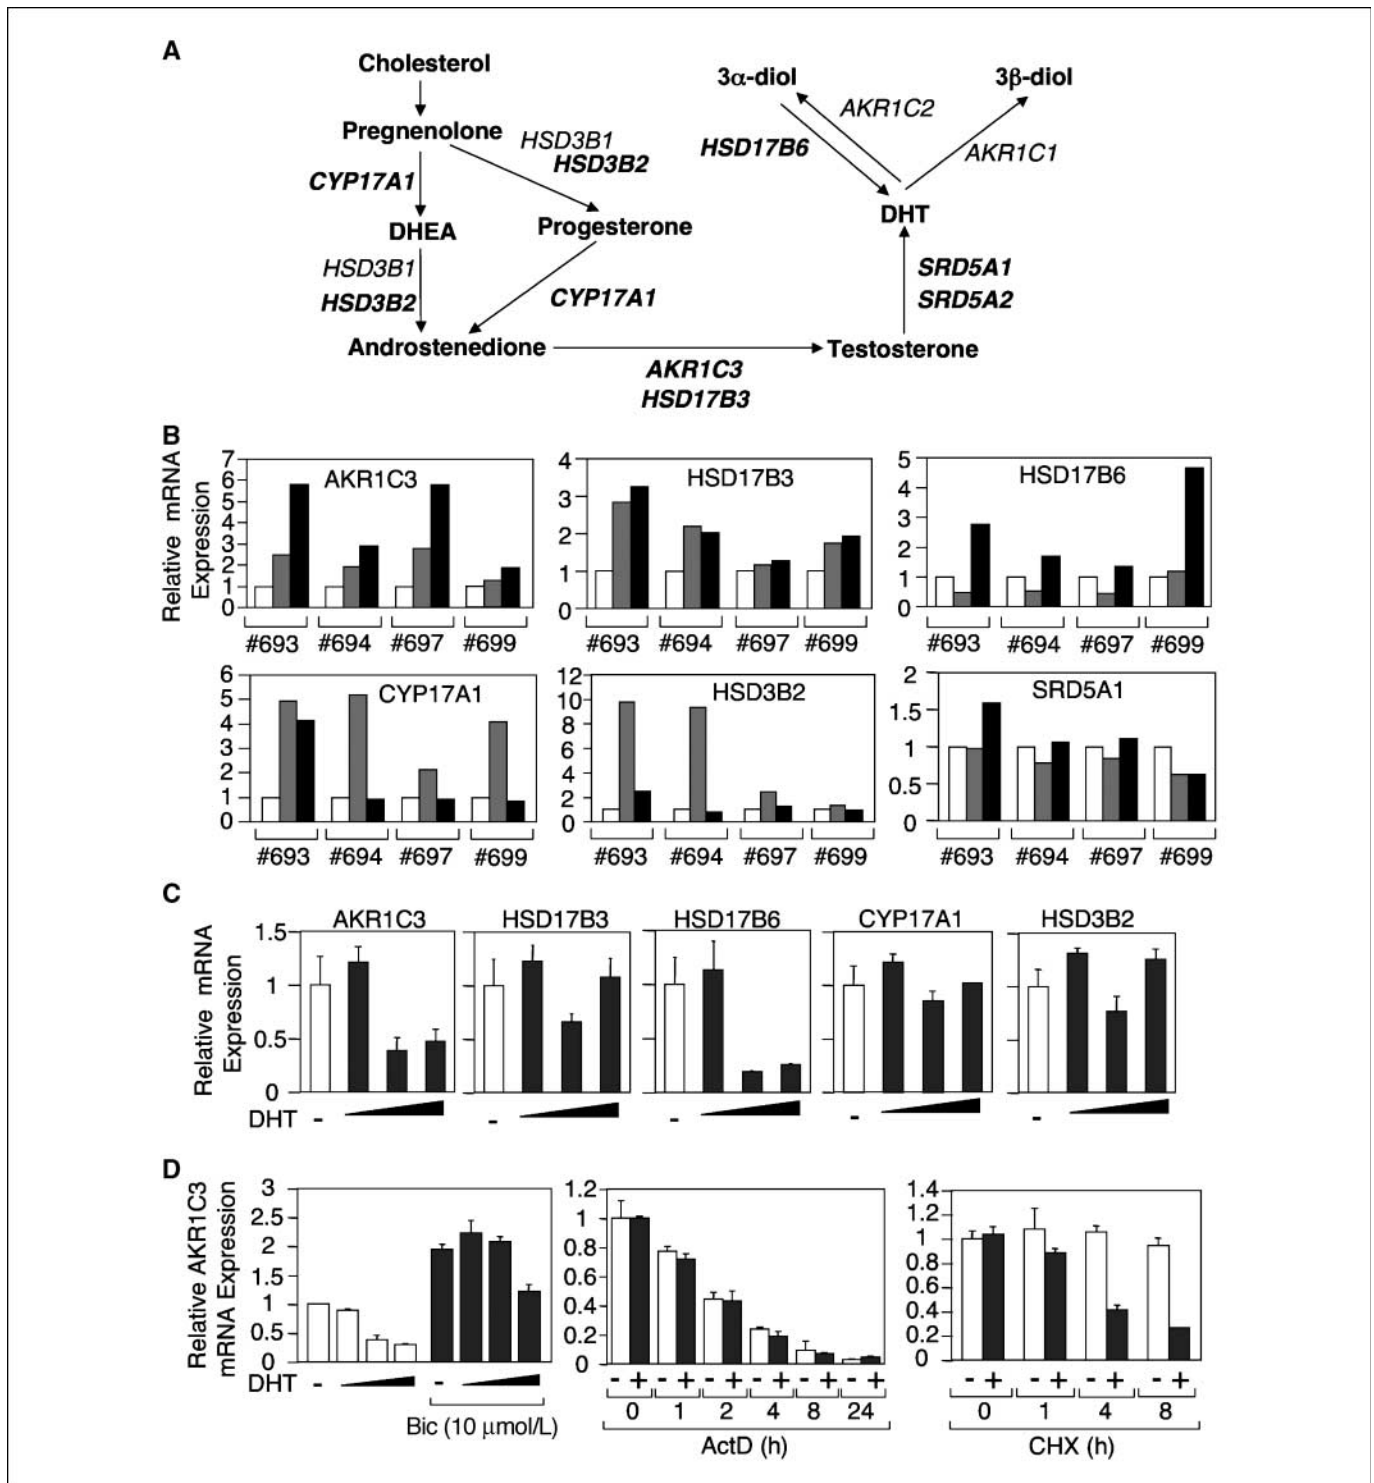 A
Cholesterol
3α-diol
3β-diol
AKR1C2
Pregnenolone
HSD3B1
HSD3B2
HSD17B6
AKR1C1
CYP17A1
DHT
DHEA
Progesterone
HSD3B1
HSD3B2
CYP17A1
SRD5A1
SRD5A2
Androstenedione
Testosterone
AKR1C3
HSD17B3
B
Relative mRNA
Expression
AKR1C3
7
6
5
4
3
2
1
0
#693 #694 #697 #699
HSD17B3
4
3
2
1
0
#693 #694 #697 #699
HSD17B6
5
4
3
2
1
0
#693 #694 #697 #699
CYP17A1
6
5
4
3
2
1
0
#693 #694 #697 #699
HSD3B2
12
10
8
6
4
2
0
#693 #694 #697 #699
SRD5A1
2
1.5
1
0.5
0
#693 #694 #697 #699
C
Relative mRNA
Expression
AKR1C3 HSD17B3 HSD17B6 CYP17A1 HSD3B2
1.5
1
0.5
0
DHT - - - - -
D
Relative AKR1C3
mRNA Expression
3
2.5
2
1.5
1
0.5
0
DHT - -
Bic (10 μmol/L)
1.2
1
0.8
0.6
0.4
0.2
0
- + - + - + - + - + - +
0 1 2 4 8 24
ActD (h)
1.4
1.2
1
0.8
0.6
0.4
0.2
0
- + - + - + - +
0 1 4 8
CHX (h)